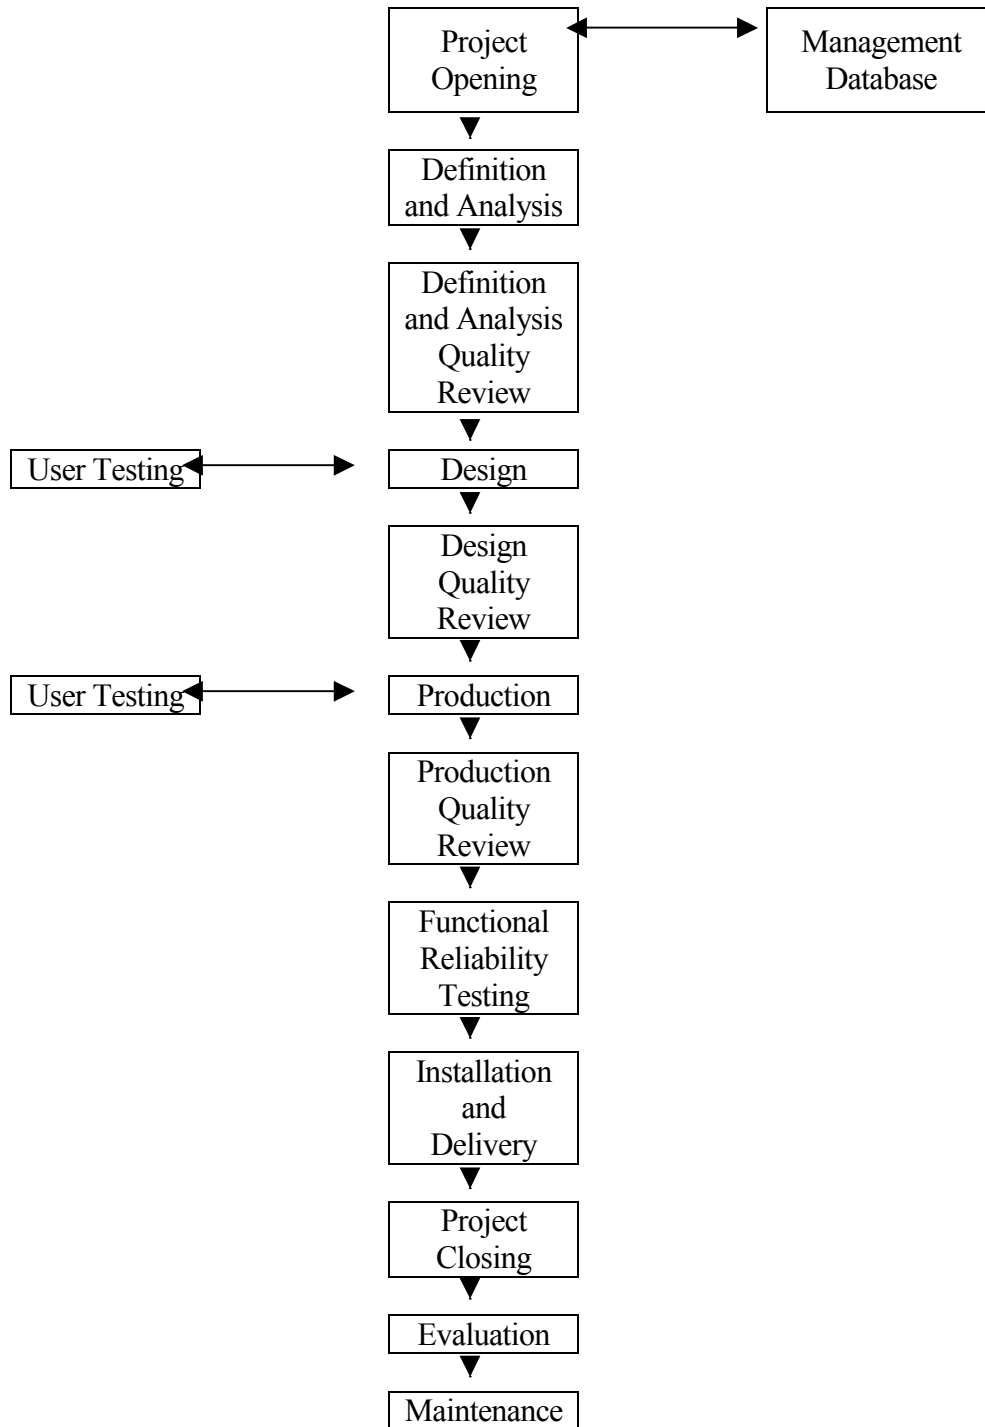 Project
Opening
Management
Database
Definition
and Analysis
Definition
and Analysis
Quality
Review
User Testing
Design
Design
Quality
Review
User Testing
Production
Production
Quality
Review
Functional
Reliability
Testing
Installation
and
Delivery
Project
Closing
Evaluation
Maintenance